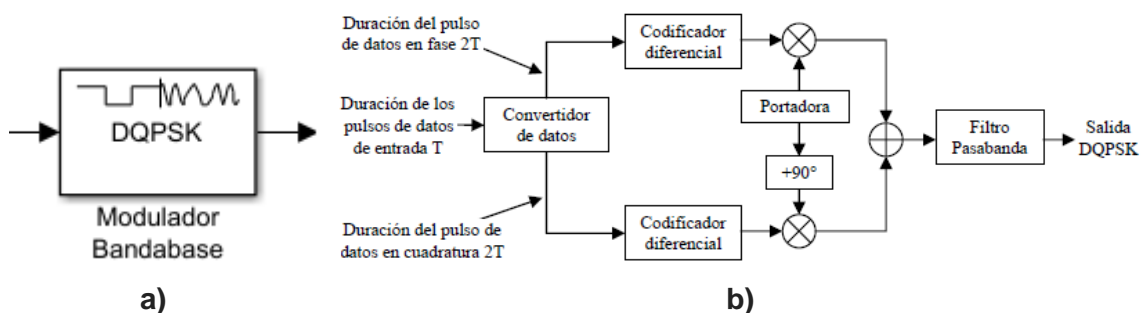 DQPSK
Modulador
Bandabase
a)
Duración del pulso
de datos en fase 2T
Duración de los
pulsos de datos
de entrada T
Convertidor
de datos
Duración del pulso de
datos en cuadratura 2T
Codificador
diferencial
Portadora
+90°
Codificador
diferencial
Filtro
Pasabanda
Salida
DQPSK
b)